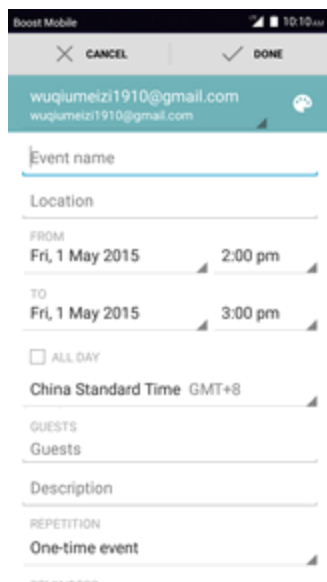 Boost Mobile 10:10AM
CANCEL DONE
wuqiumeizi1910@gmail.com
wuqiumeizi1910@gmail.com
Event name
Location
FROM
Fri, 1 May 2015 2:00 pm
TO
Fri, 1 May 2015 3:00 pm
ALL DAY
China Standard Time GMT+8
GUESTS
Guests
Description
REPETITION
One-time event